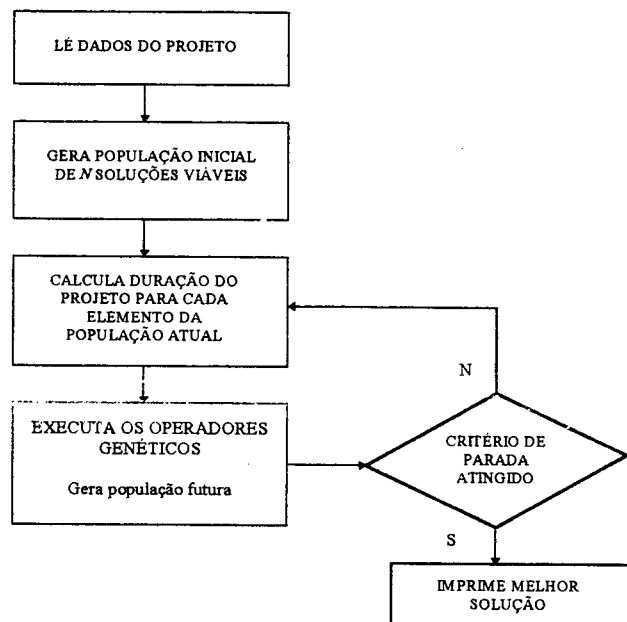 LÉ DADOS DO PROJETO
GERA POPULAÇÃO INICIAL
DE N SOLUÇÕES VIÁVEIS
CALCULA DURAÇÃO DO
PROJETO PARA CADA
ELEMENTO DA
POPULAÇÃO ATUAL
N
EXECUTA OS OPERADORES
GENÉTICOS
Gera população futura
CRITÉRIO DE
PARADA
ATINGIDO
S
IMPRIME MELHOR
SOLUÇÃO